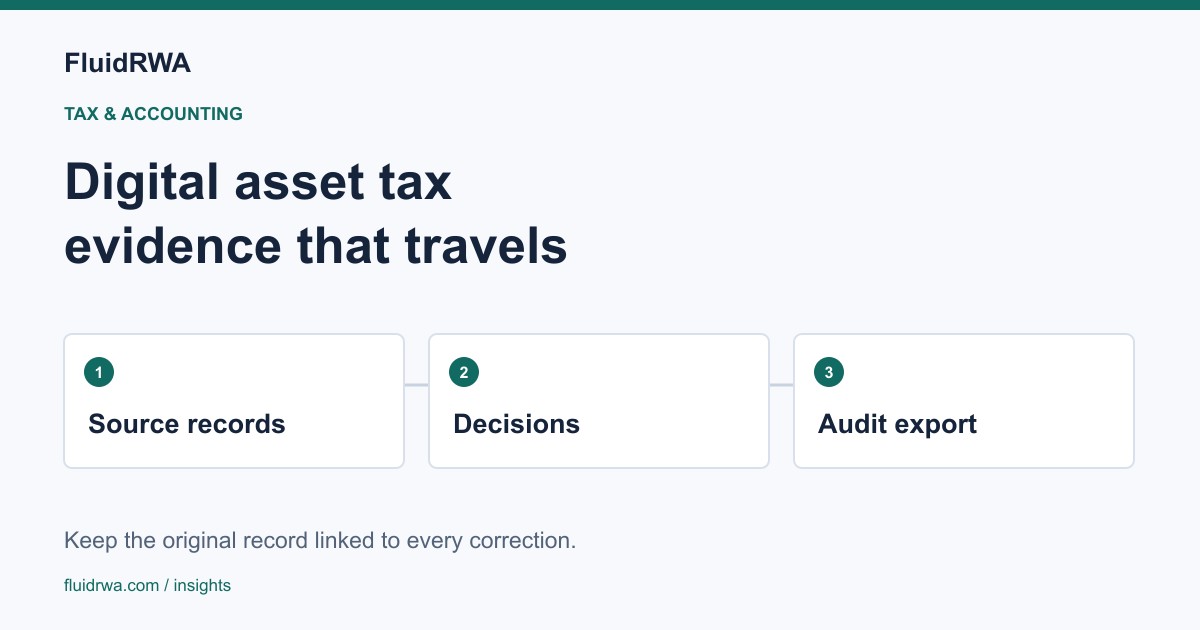 FluidRWA
TAX & ACCOUNTING
Digital asset tax
evidence that travels
1
Source records
2
Decisions
3
Audit export
Keep the original record linked to every correction.
fluidrwa.com / insights